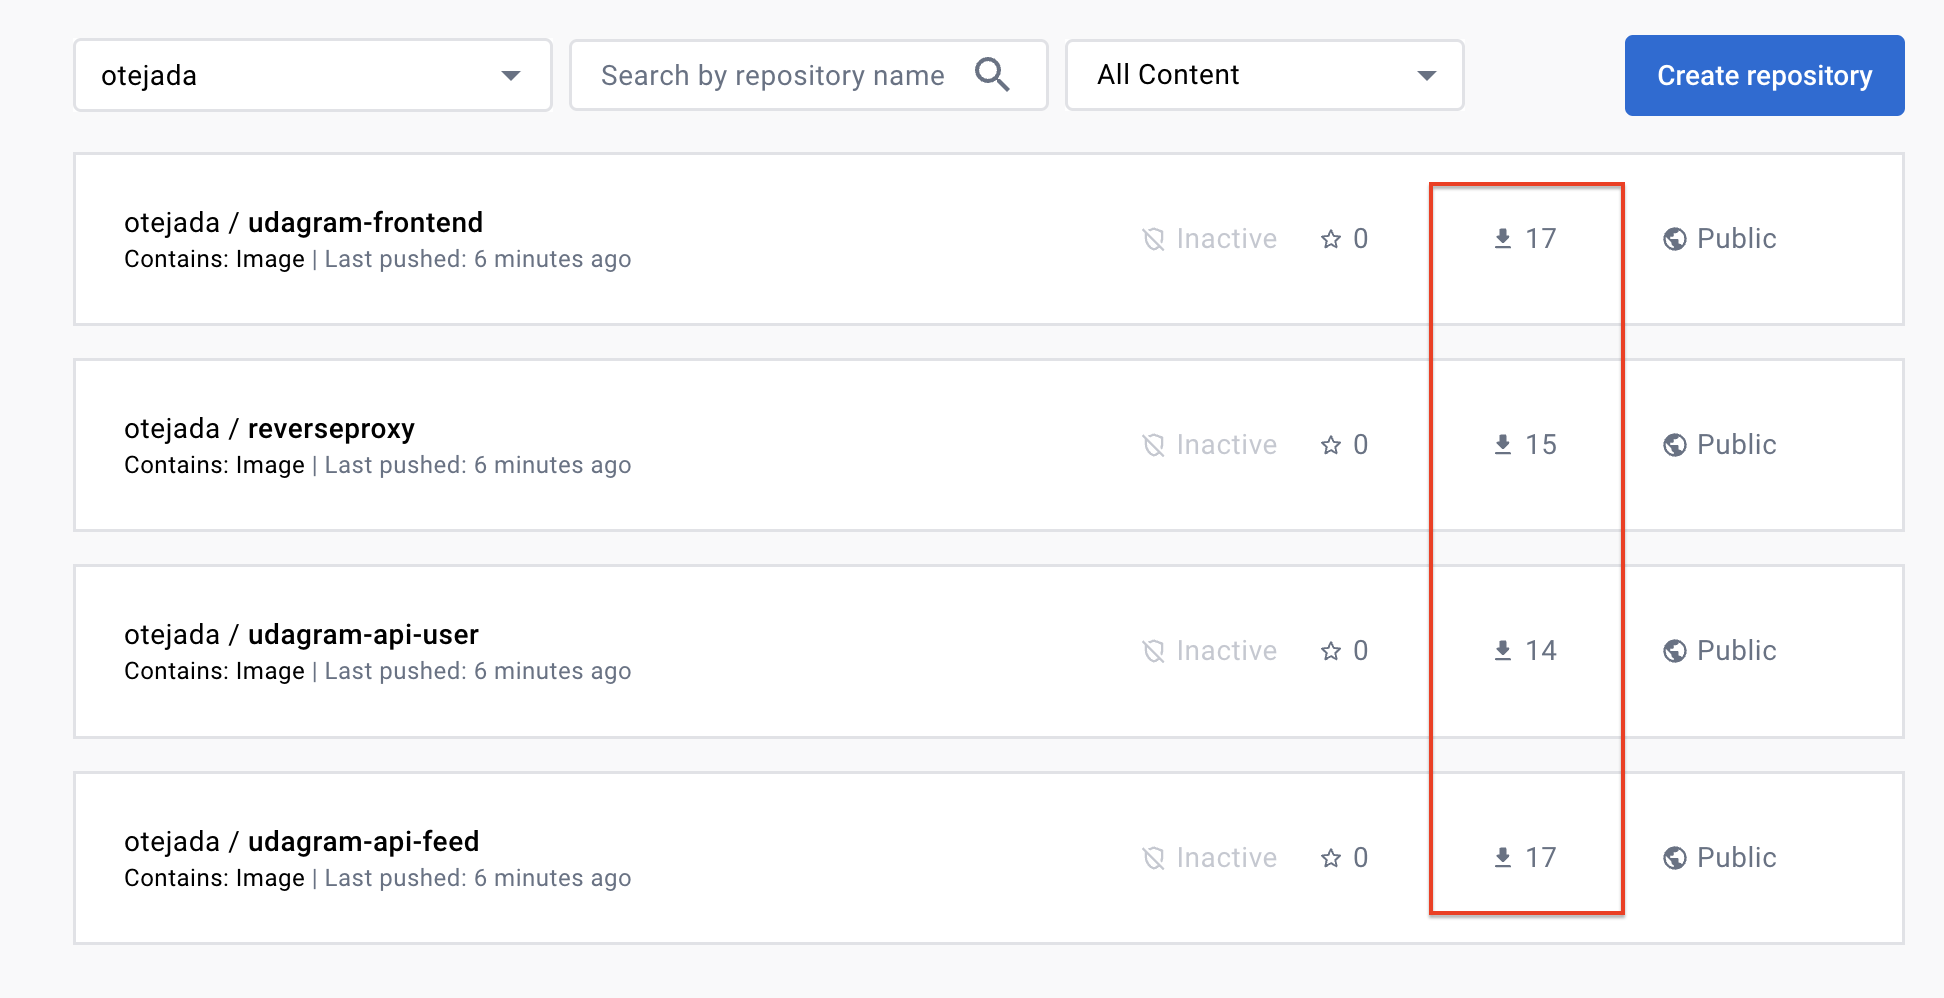 otejada
Search by repository name
All Content
Create repository
otejada / udagram-frontend
Contains: Image | Last pushed: 6 minutes ago
Inactive
0
17
Public
otejada / reverseproxy
Contains: Image | Last pushed: 6 minutes ago
Inactive
0
15
Public
otejada / udagram-api-user
Contains: Image | Last pushed: 6 minutes ago
Inactive
0
14
Public
otejada / udagram-api-feed
Contains: Image | Last pushed: 6 minutes ago
Inactive
0
17
Public